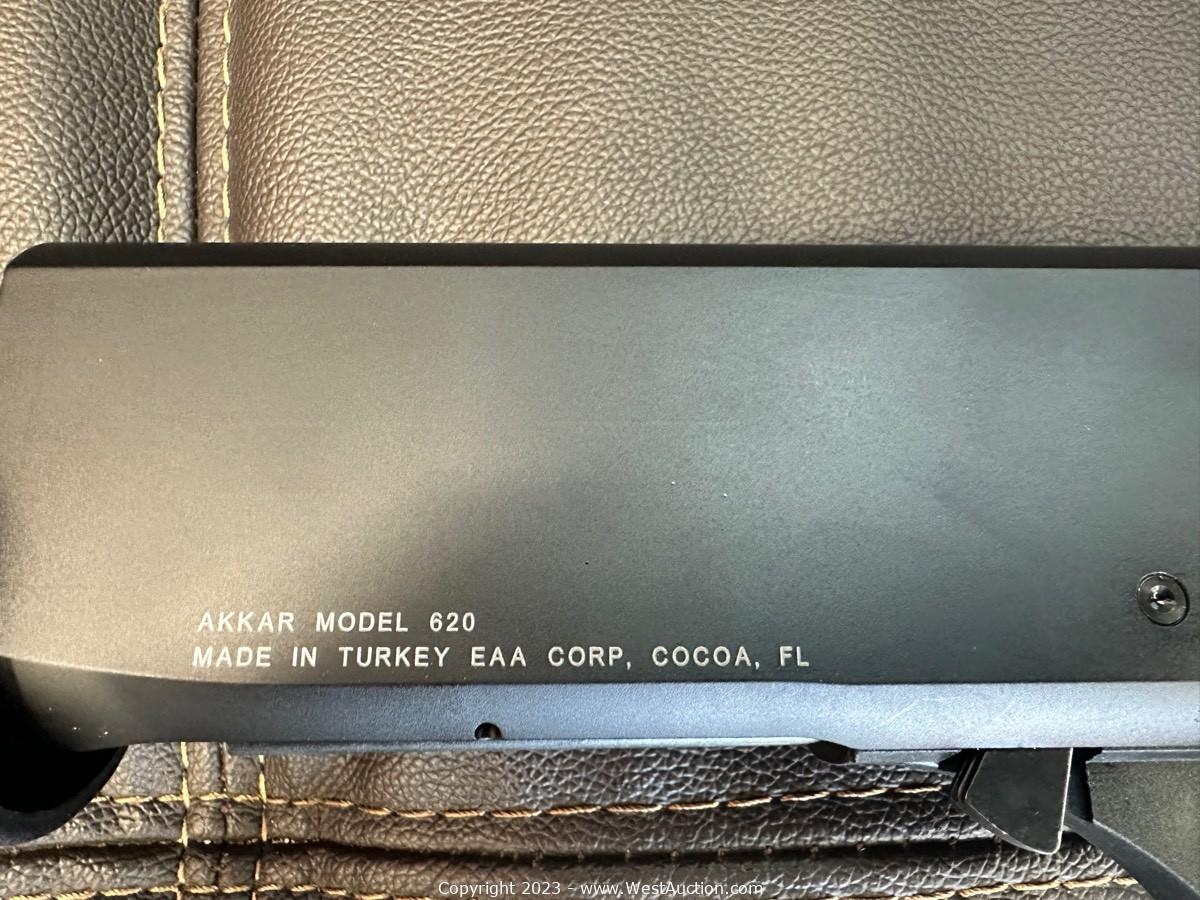 AKKAR MODEL 620
MADE IN TURKEY EAA CORP, COCOA, FL
Copyright 2023 - www.WestAuction.com